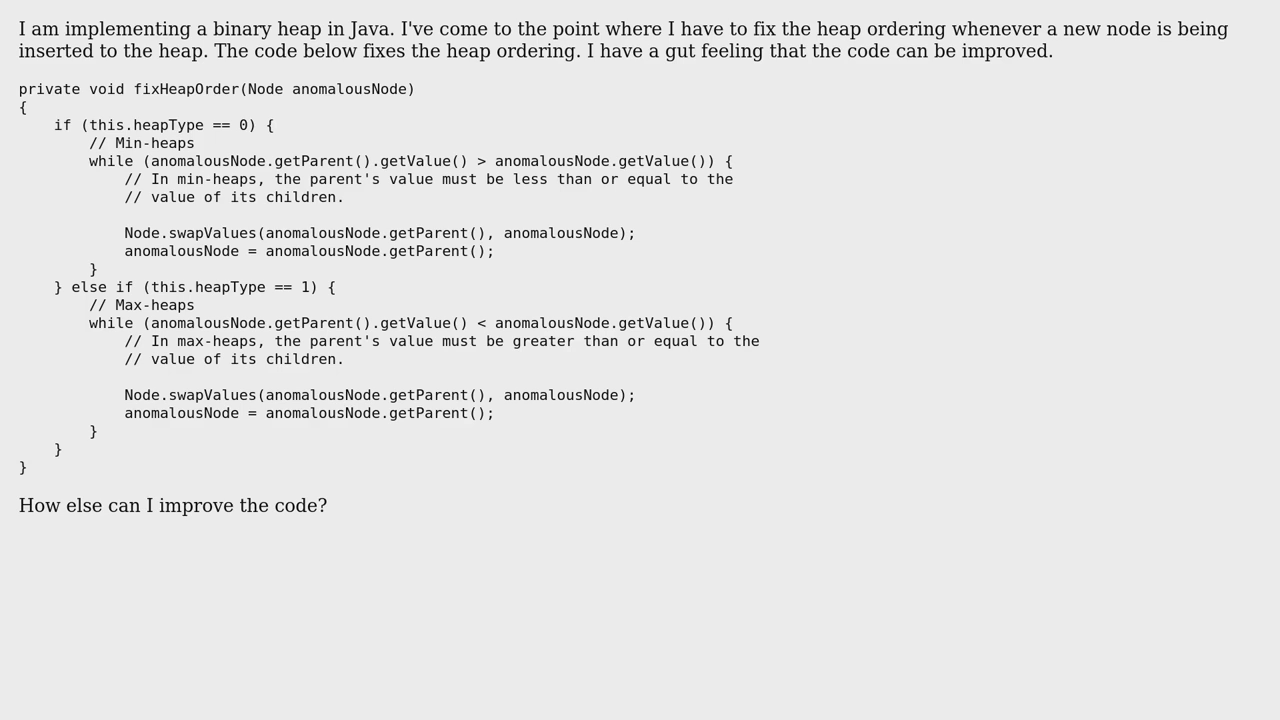 I am implementing a binary heap in Java. I've come to the point where I have to fix the heap ordering whenever a new node is being
inserted to the heap. The code below fixes the heap ordering. I have a gut feeling that the code can be improved.
private void fixHeapOrder(Node anomalousNode)
{
    if (this.heapType == 0) {
        // Min-heaps
        while (anomalousNode.getParent().getValue() > anomalousNode.getValue()) {
            // In min-heaps, the parent's value must be less than or equal to the
            // value of its children.

            Node.swapValues(anomalousNode.getParent(), anomalousNode);
            anomalousNode = anomalousNode.getParent();
        }
    } else if (this.heapType == 1) {
        // Max-heaps
        while (anomalousNode.getParent().getValue() < anomalousNode.getValue()) {
            // In max-heaps, the parent's value must be greater than or equal to the
            // value of its children.

            Node.swapValues(anomalousNode.getParent(), anomalousNode);
            anomalousNode = anomalousNode.getParent();
        }
    }
}
How else can I improve the code?